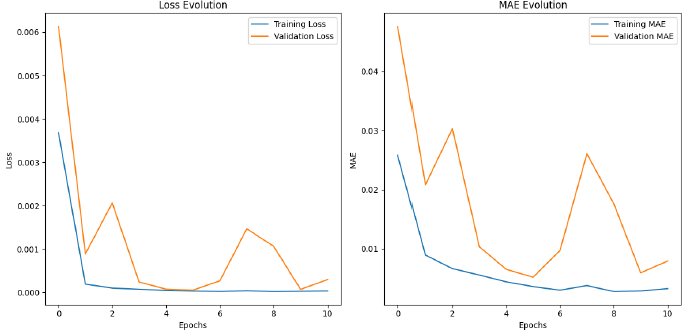 Loss Evolution
Training Loss
Validation Loss
0.006
0.005
0.004
0.003
0.002
0.001
0.000
Loss
0 2 4 6 8 10
Epochs
MAE Evolution
Training MAE
Validation MAE
0.04
0.03
0.02
0.01
MAE
0 2 4 6 8 10
Epochs